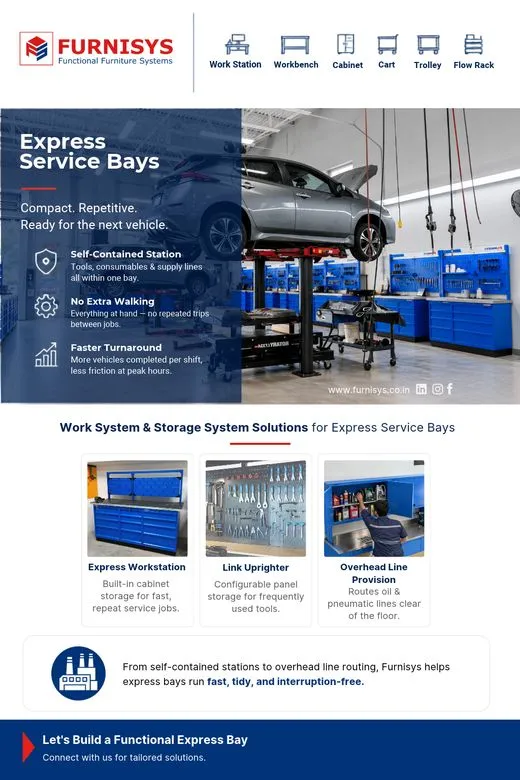 FURNISYS
Functional Furniture Systems
Work Station
Workbench
Cabinet
Cart
Trolley
Flow Rack
Express
Service Bays
Compact. Repetitive.
Ready for the next vehicle.
Self-Contained Station
Tools, consumables & supply lines
all within one bay.
No Extra Walking
Everything at hand — no repeated trips
between jobs.
Faster Turnaround
More vehicles completed per shift,
less friction at peak hours.
www.furnisys.co.in
Work System & Storage System Solutions for Express Service Bays
Express Workstation
Built-in cabinet
storage for fast,
repeat service jobs.
Link Uprighter
Configurable panel
storage for frequently
used tools.
Overhead Line
Provision
Routes oil &
pneumatic lines clear
of the floor.
From self-contained stations to overhead line routing, Furnisys helps
express bays run fast, tidy, and interruption-free.
Let's Build a Functional Express Bay
Connect with us for tailored solutions.